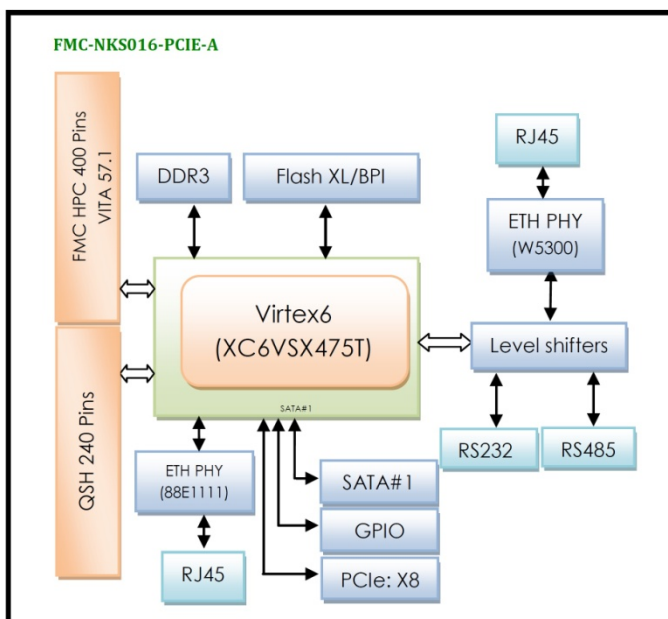 FMC-NKS016-PCIE-A
FMC HPC 400 Pins
VITA 57.1
DDR3
Flash XL/BPI
RJ45
ETH PHY
(W5300)
Virtex6
(XC6VSX475T)
Level shifters
SATA#1
QSH 240 Pins
RS232
RS485
ETH PHY
(88E1111)
SATA#1
GPIO
RJ45
PCIe: X8